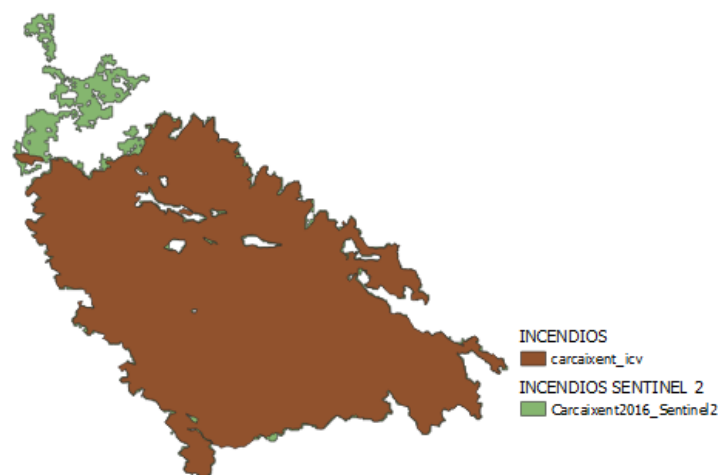 INCENDIOS
carcaixent_icv
INCENDIOS SENTINEL 2
Carcaixent2016_Sentinel2